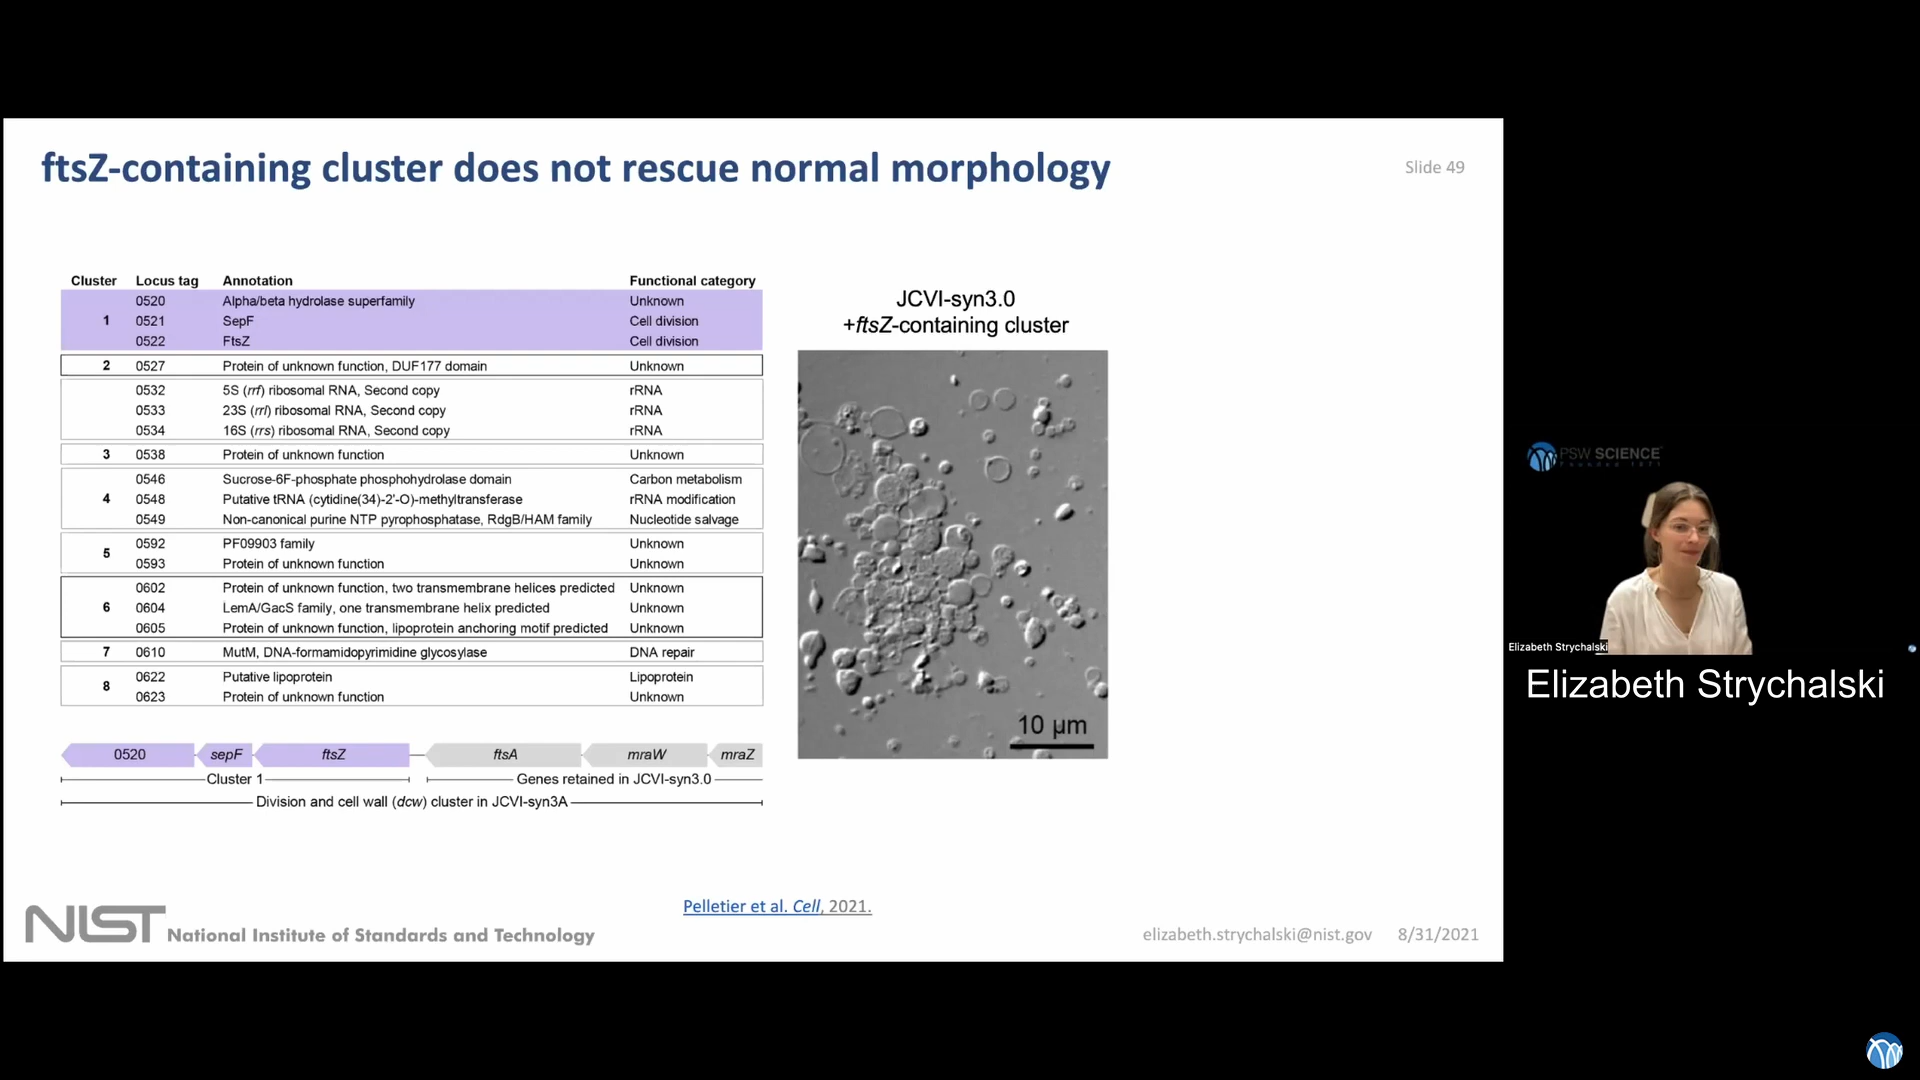 ftsZ-containing cluster does not rescue normal morphology
Slide 49
Cluster Locus tag Annotation Functional category
0520 Alpha/beta hydrolase superfamily Unknown
1 0521 SepF Cell division
0522 FtsZ Cell division
2 0527 Protein of unknown function, DUF177 domain Unknown
0532 5S (rrf) ribosomal RNA, Second copy rRNA
0533 23S (rrl) ribosomal RNA, Second copy rRNA
0534 16S (rrs) ribosomal RNA, Second copy rRNA
3 0538 Protein of unknown function Unknown
0546 Sucrose-6F-phosphate phosphohydrolase domain Carbon metabolism
4 0548 Putative tRNA (cytidine(34)-2'-O)-methyltransferase rRNA modification
0549 Non-canonical purine NTP pyrophosphatase, RdgB/HAM family Nucleotide salvage
0592 PF09903 family Unknown
5 0593 Protein of unknown function Unknown
0602 Protein of unknown function, two transmembrane helices predicted Unknown
6 0604 LemA/GacS family, one transmembrane helix predicted Unknown
0605 Protein of unknown function, lipoprotein anchoring motif predicted Unknown
7 0610 MutM, DNA-formamidopyrimidine glycosylase DNA repair
0622 Putative lipoprotein Lipoprotein
8 0623 Protein of unknown function Unknown
0520 sepF ftsZ ftsA mraW mraZ
Cluster 1 Genes retained in JCVI-syn3.0
Division and cell wall (dcw) cluster in JCVI-syn3A
JCVI-syn3.0
+ftsZ-containing cluster
10 µm
Pelletier et al. Cell, 2021.
NIST National Institute of Standards and Technology
elizabeth.strychalski@nist.gov 8/31/2021
PSW SCIENCE
Elizabeth Strychalski
Elizabeth Strychalski